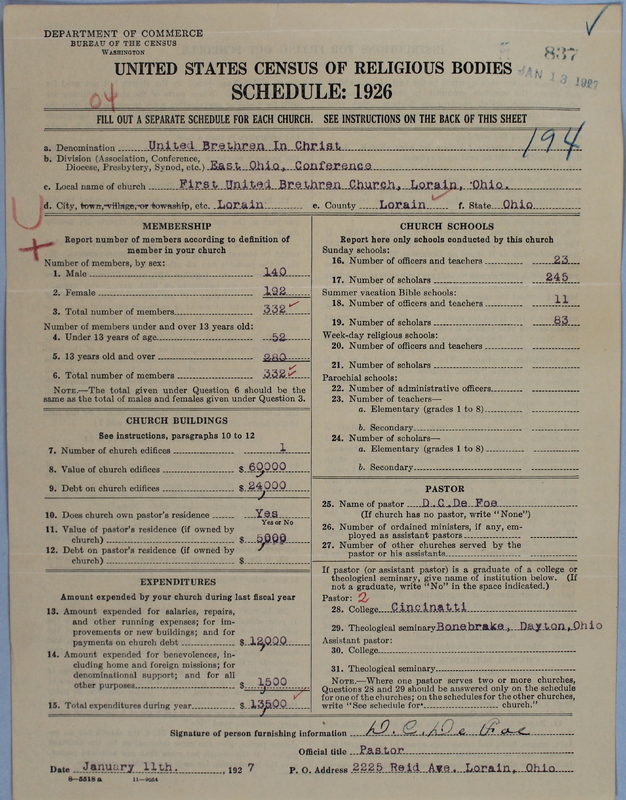 DEPARTMENT OF COMMERCE
BUREAU OF THE CENSUS
WASHINGTON
837
JAN 13 1927
UNITED STATES CENSUS OF RELIGIOUS BODIES
SCHEDULE: 1926
04
FILL OUT A SEPARATE SCHEDULE FOR EACH CHURCH. SEE INSTRUCTIONS ON THE BACK OF THIS SHEET
194
a. Denomination United Brethren In Christ
b. Division (Association, Conference,
Diocese, Presbytery, Synod, etc.) East Ohio, Conference
c. Local name of church First United Brethren Church, Lorain, Ohio.
d. City, town, village, or township, etc. Lorain e. County Lorain f. State Ohio
MEMBERSHIP
Report number of members according to definition of
member in your church
Number of members, by sex:
1. Male 140
2. Female 192
3. Total number of members 332
Number of members under and over 13 years old:
4. Under 13 years of age 52
5. 13 years old and over 280
6. Total number of members 332
NOTE.—The total given under Question 6 should be the
same as the total of males and females given under Question 3.
CHURCH BUILDINGS
See instructions, paragraphs 10 to 12
7. Number of church edifices 1
8. Value of church edifices $ 60,000
9. Debt on church edifices $ 24,000
10. Does church own pastor's residence Yes
Yes or No
11. Value of pastor's residence (if owned by
church) $ 5,000
12. Debt on pastor's residence (if owned by
church) $
EXPENDITURES
Amount expended by your church during last fiscal year
13. Amount expended for salaries, repairs,
and other running expenses; for im-
provements or new buildings; and for
payments on church debt $ 12,000
14. Amount expended for benevolences, in-
cluding home and foreign missions; for
denominational support; and for all
other purposes $ 1500
15. Total expenditures during year $ 13,500
CHURCH SCHOOLS
Report here only schools conducted by this church
Sunday schools:
16. Number of officers and teachers 23
17. Number of scholars 245
Summer vacation Bible schools:
18. Number of officers and teachers 11
19. Number of scholars 83
Week-day religious schools:
20. Number of officers and teachers
21. Number of scholars
Parochial schools:
22. Number of administrative officers
23. Number of teachers—
a. Elementary (grades 1 to 8)
b. Secondary
24. Number of scholars—
a. Elementary (grades 1 to 8)
b. Secondary
PASTOR
25. Name of pastor D.C.De Foe
(If church has no pastor, write "None")
26. Number of ordained ministers, if any, em-
ployed as assistant pastors
27. Number of other churches served by the
pastor or his assistants
If pastor (or assistant pastor) is a graduate of a college or
theological seminary, give name of institution below. (If
not a graduate, write "No" in the space indicated.)
Pastor: 2
28. College Cincinatti
29. Theological seminary Bonebrake, Dayton,Ohio
Assistant pastor:
30. College
31. Theological seminary
NOTE.—Where one pastor serves two or more churches,
Questions 28 and 29 should be answered only on the schedule
for one of the churches; on the schedules for the other churches,
write "See schedule for church."
Signature of person furnishing information D. C. De Foe
Official title Pastor
Date January 11th. , 1927 P. O. Address 2225 Reid Ave. Lorain, Ohio
8—5518 a 11—9054